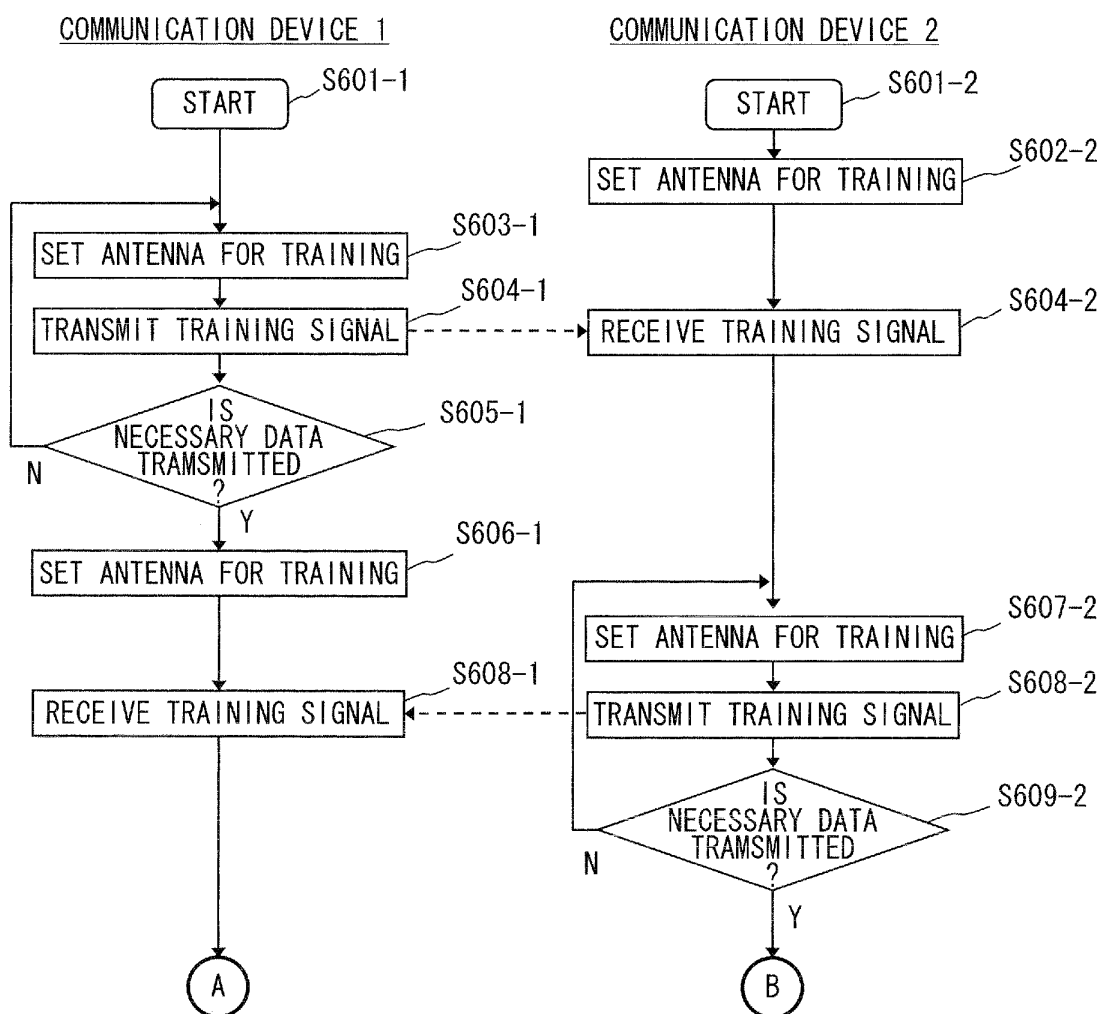 COMMUNICATION DEVICE 1
COMMUNICATION DEVICE 2
START
S601-1
START
S601-2
SET ANTENNA FOR TRAINING
S602-2
SET ANTENNA FOR TRAINING
S603-1
TRANSMIT TRAINING SIGNAL
S604-1
RECEIVE TRAINING SIGNAL
S604-2
IS
NECESSARY DATA
TRAMSMITTED
?
S605-1
N
Y
SET ANTENNA FOR TRAINING
S606-1
SET ANTENNA FOR TRAINING
S607-2
RECEIVE TRAINING SIGNAL
S608-1
TRANSMIT TRAINING SIGNAL
S608-2
IS
NECESSARY DATA
TRAMSMITTED
?
S609-2
N
Y
A
B